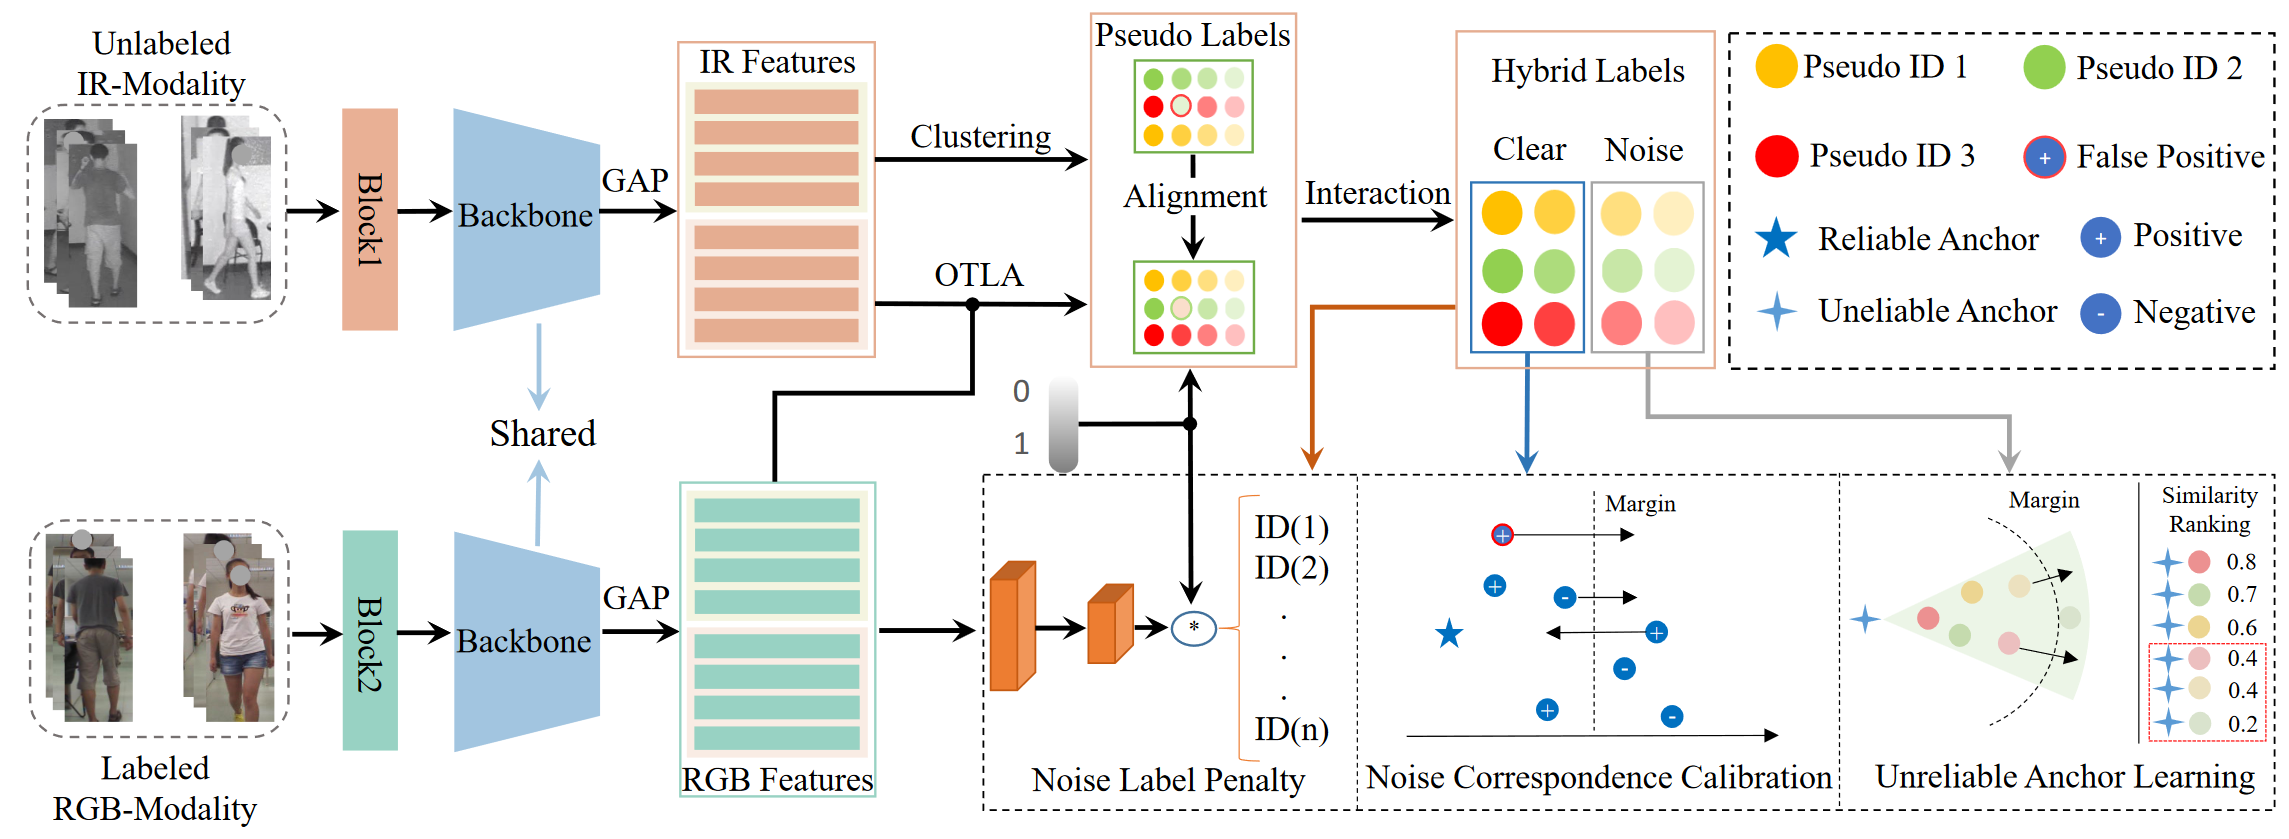 Unlabeled
IR-Modality
Block1
Backbone
GAP
IR Features
Clustering
OTLA
Pseudo Labels
Alignment
Interaction
Hybrid Labels
Clear
Noise
Pseudo ID 1
Pseudo ID 2
Pseudo ID 3
+
False Positive
Reliable Anchor
+
Positive
Uneliable Anchor
-
Negative
Shared
0
1
Labeled
RGB-Modality
Block2
Backbone
GAP
RGB Features
*
ID(1)
ID(2)
.
.
.
ID(n)
Noise Label Penalty
Margin
+
+
-
+
-
+
-
Noise Correspondence Calibration
Margin
Similarity
Ranking
0.8
0.7
0.6
0.4
0.4
0.2
Unreliable Anchor Learning